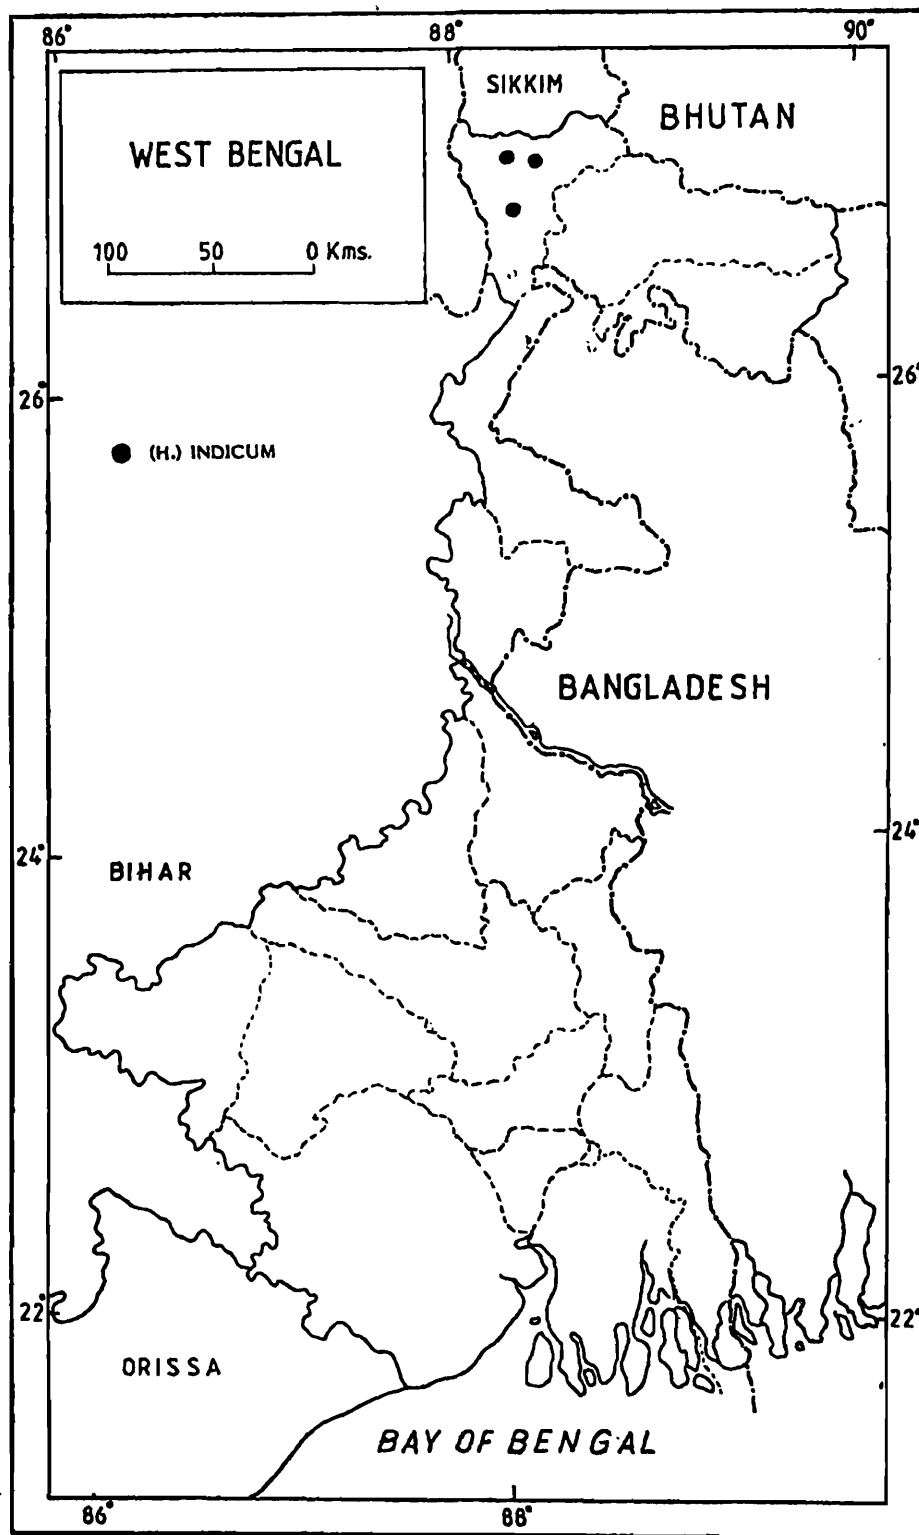 86° 88° 90°
SIKKIM
BHUTAN
WEST BENGAL
100 50 0 Kms.
26° 26°
(H.) INDICUM
BANGLADESH
24° 24°
BIHAR
22° 22°
ORISSA
BAY OF BENGAL
86° 88°